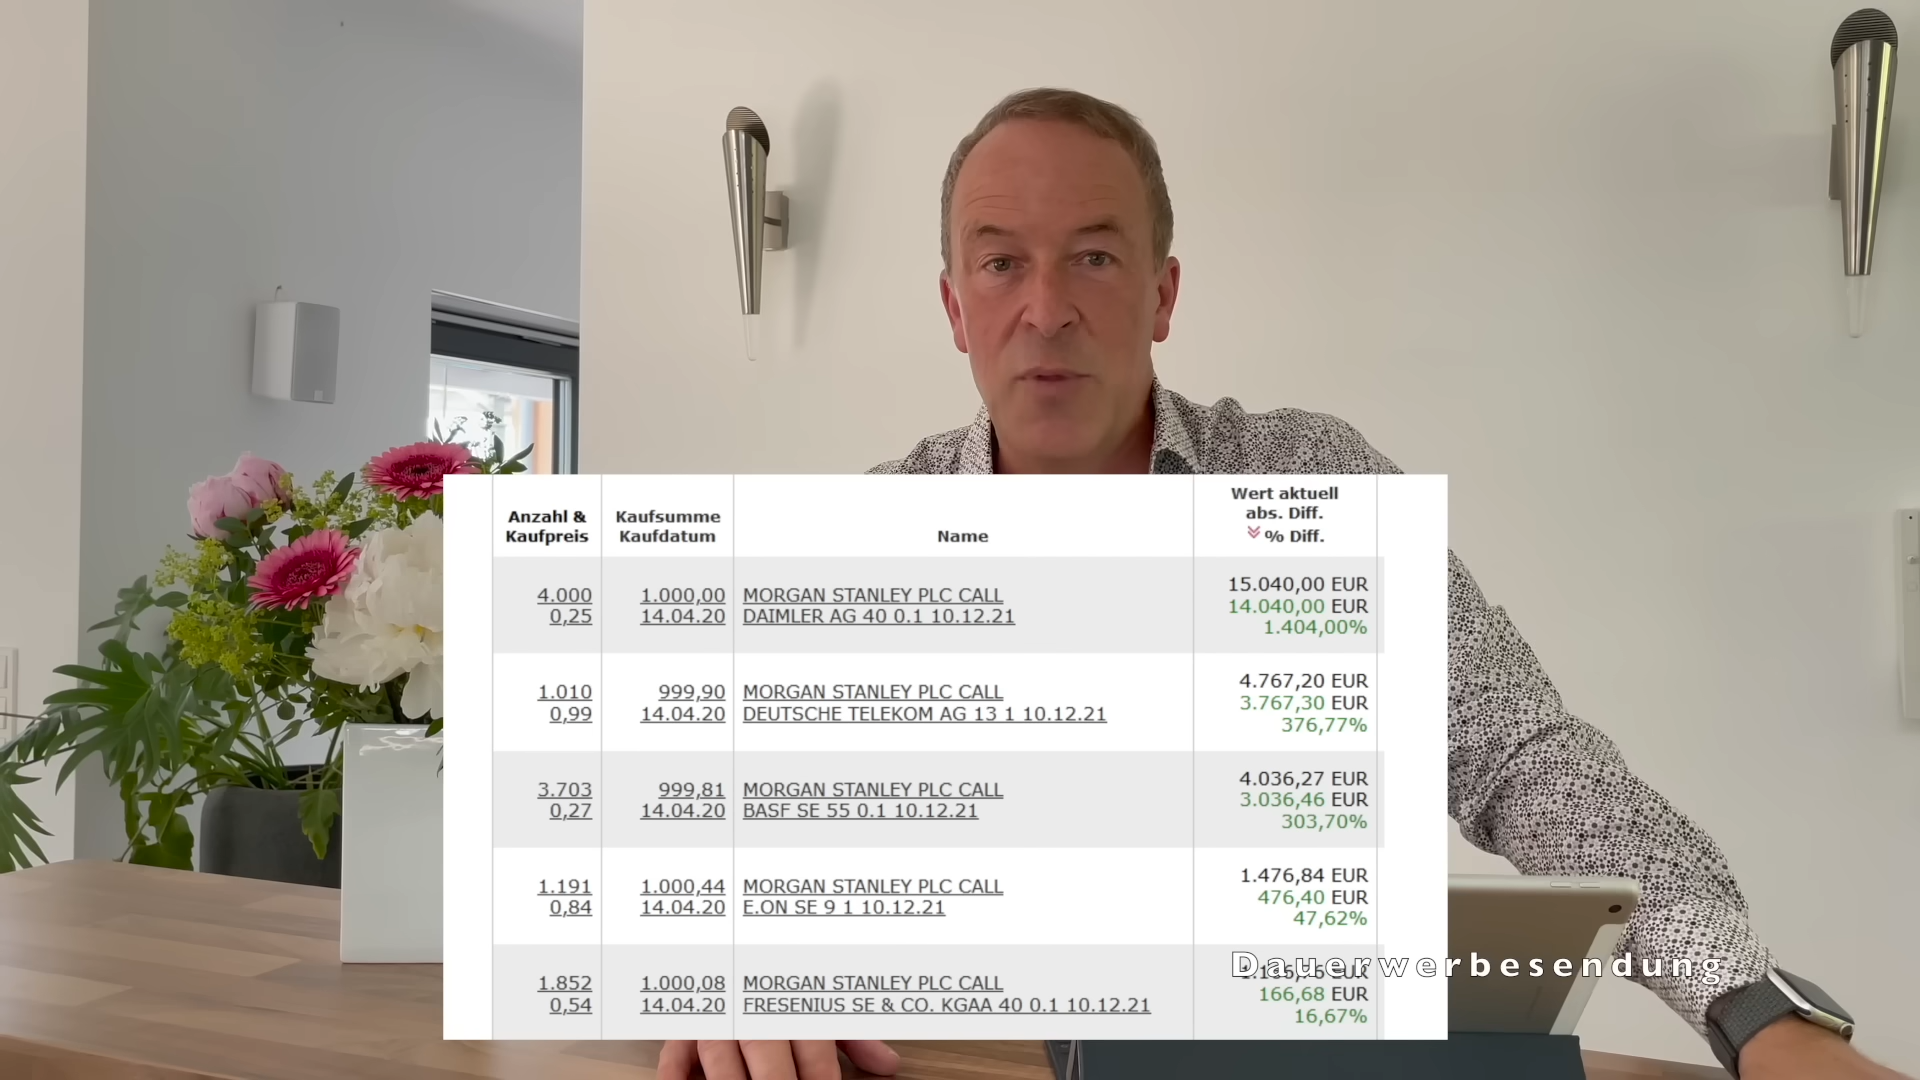 Anzahl &
Kaufpreis
Kaufsumme
Kaufdatum
Name
Wert aktuell
abs. Diff.
% Diff.
4.000
0,25
1.000,00
14.04.20
MORGAN STANLEY PLC CALL
DAIMLER AG 40 0.1 10.12.21
15.040,00 EUR
14.040,00 EUR
1.404,00%
1.010
0,99
999,90
14.04.20
MORGAN STANLEY PLC CALL
DEUTSCHE TELEKOM AG 13 1 10.12.21
4.767,20 EUR
3.767,30 EUR
376,77%
3.703
0,27
999,81
14.04.20
MORGAN STANLEY PLC CALL
BASF SE 55 0.1 10.12.21
4.036,27 EUR
3.036,46 EUR
303,70%
1.191
0,84
1.000,44
14.04.20
MORGAN STANLEY PLC CALL
E.ON SE 9 1 10.12.21
1.476,84 EUR
476,40 EUR
47,62%
1.852
0,54
1.000,08
14.04.20
MORGAN STANLEY PLC CALL
FRESENIUS SE & CO. KGAA 40 0.1 10.12.21
EUR
166,68 EUR
16,67%
Dauerwerbesendung